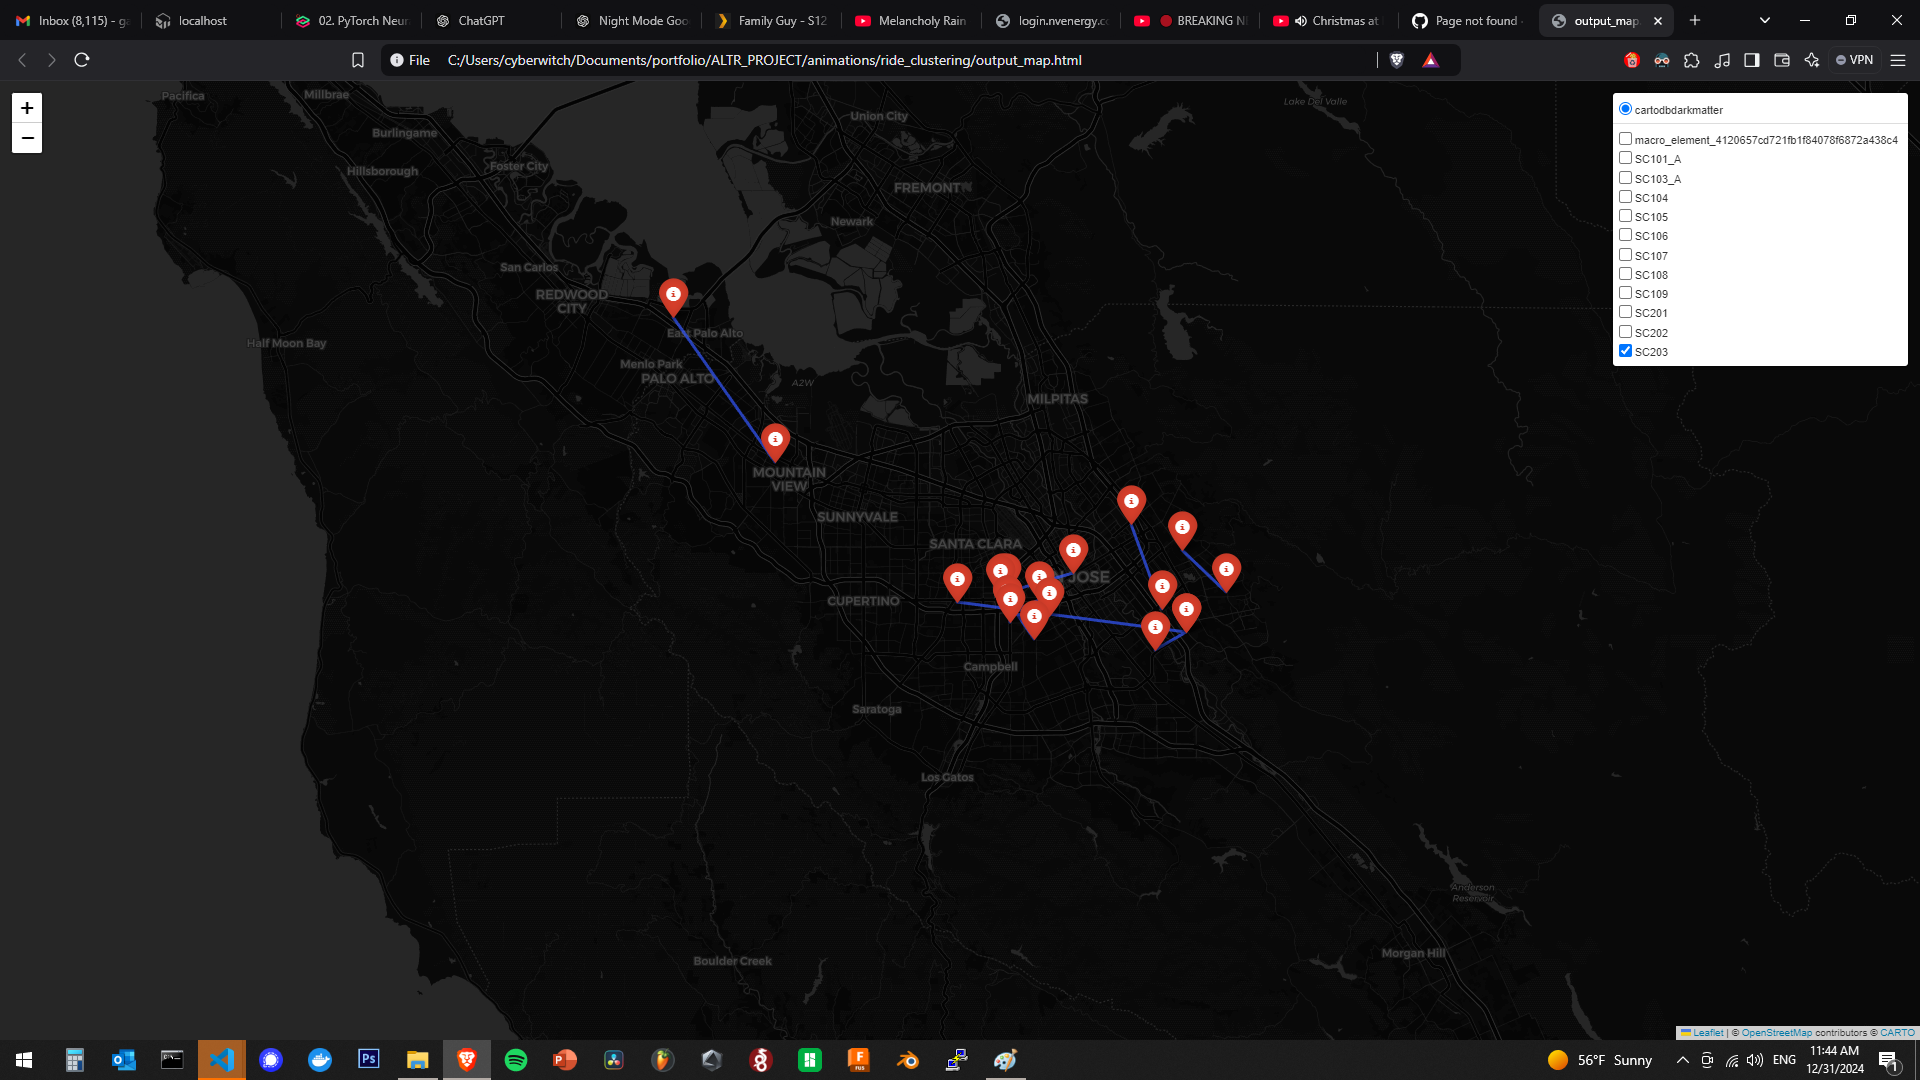 Inbox (8,115) - ga
localhost
02. PyTorch Neur
ChatGPT
Night Mode Goo
Family Guy - S12
Melancholy Rain
login.nvenergy.co
BREAKING N
Christmas at
Page not found ·
output_map.
File C:/Users/cyberwitch/Documents/portfolio/ALTR_PROJECT/animations/ride_clustering/output_map.html
VPN
+
−
cartodbdarkmatter
macro_element_4120657cd721fb1f84078f6872a438c4
SC101_A
SC103_A
SC104
SC105
SC106
SC107
SC108
SC109
SC201
SC202
SC203
Pacifica
Millbrae
Burlingame
Hillsborough
Foster City
Union City
Lake Del Valle
FREMONT
Newark
San Carlos
REDWOOD
CITY
East Palo Alto
Half Moon Bay
Menlo Park
PALO ALTO
A2W
MILPITAS
MOUNTAIN
VIEW
SUNNYVALE
SANTA CLARA
JOSE
CUPERTINO
Campbell
Saratoga
Los Gatos
Anderson
Reservoir
Boulder Creek
Morgan Hill
Leaflet | © OpenStreetMap contributors © CARTO
Ps
56°F Sunny
ENG
11:44 AM
12/31/2024
1